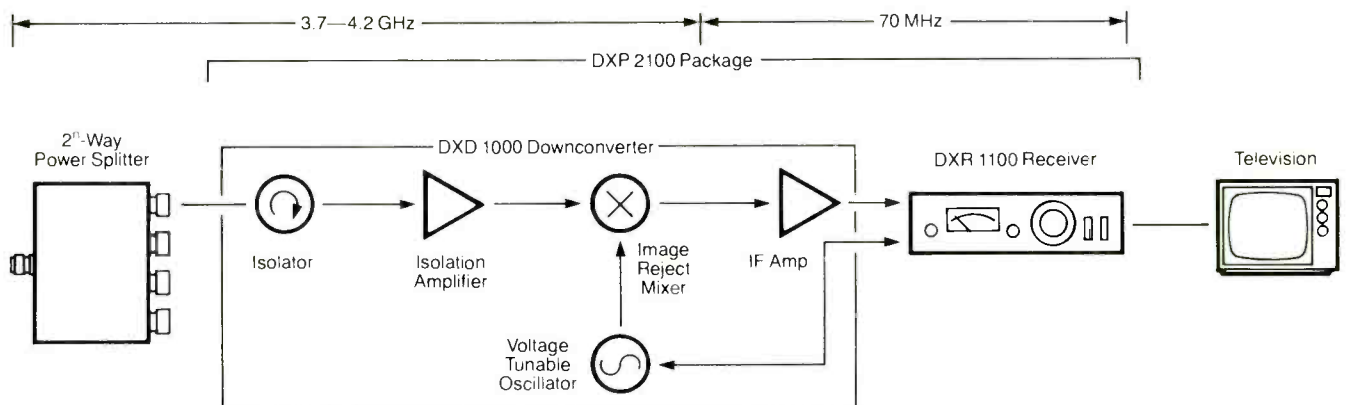 3.7—4.2 GHz
70 MHz
DXP 2100 Package
2ⁿ-Way
Power Splitter
DXD 1000 Downconverter
DXR 1100 Receiver
Television
Isolator
Isolation
Amplifier
Image
Reject
Mixer
IF Amp
Voltage
Tunable
Oscillator